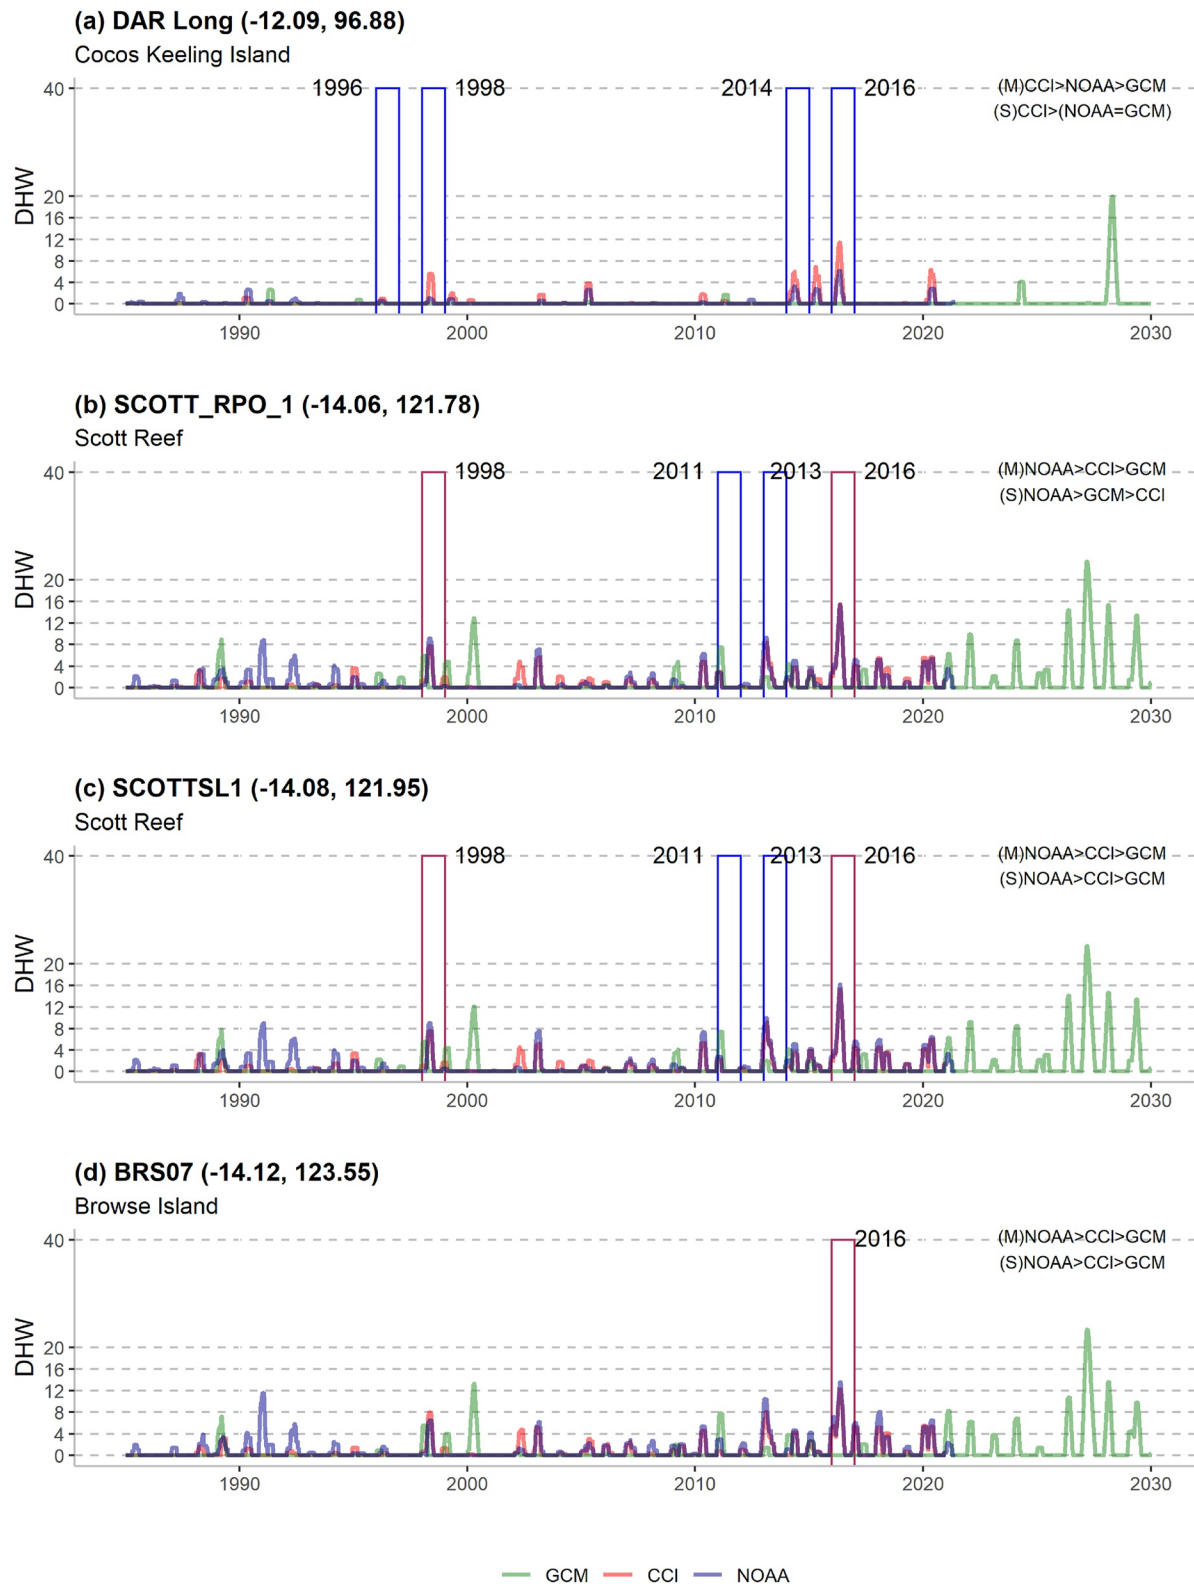 (a) DAR Long (-12.09, 96.88)
Cocos Keeling Island
40 1996 1998 2014 2016 (M)CCI>NOAA>GCM
(S)CCI>(NOAA=GCM)
20
16
12
8
4
0
DHW
1990 2000 2010 2020 2030
(b) SCOTT_RPO_1 (-14.06, 121.78)
Scott Reef
40 1998 2011 2013 2016 (M)NOAA>CCI>GCM
(S)NOAA>GCM>CCI
20
16
12
8
4
0
DHW
1990 2000 2010 2020 2030
(c) SCOTTSL1 (-14.08, 121.95)
Scott Reef
40 1998 2011 2013 2016 (M)NOAA>CCI>GCM
(S)NOAA>CCI>GCM
20
16
12
8
4
0
DHW
1990 2000 2010 2020 2030
(d) BRS07 (-14.12, 123.55)
Browse Island
40 2016 (M)NOAA>CCI>GCM
(S)NOAA>CCI>GCM
20
16
12
8
4
0
DHW
1990 2000 2010 2020 2030
GCM CCI NOAA